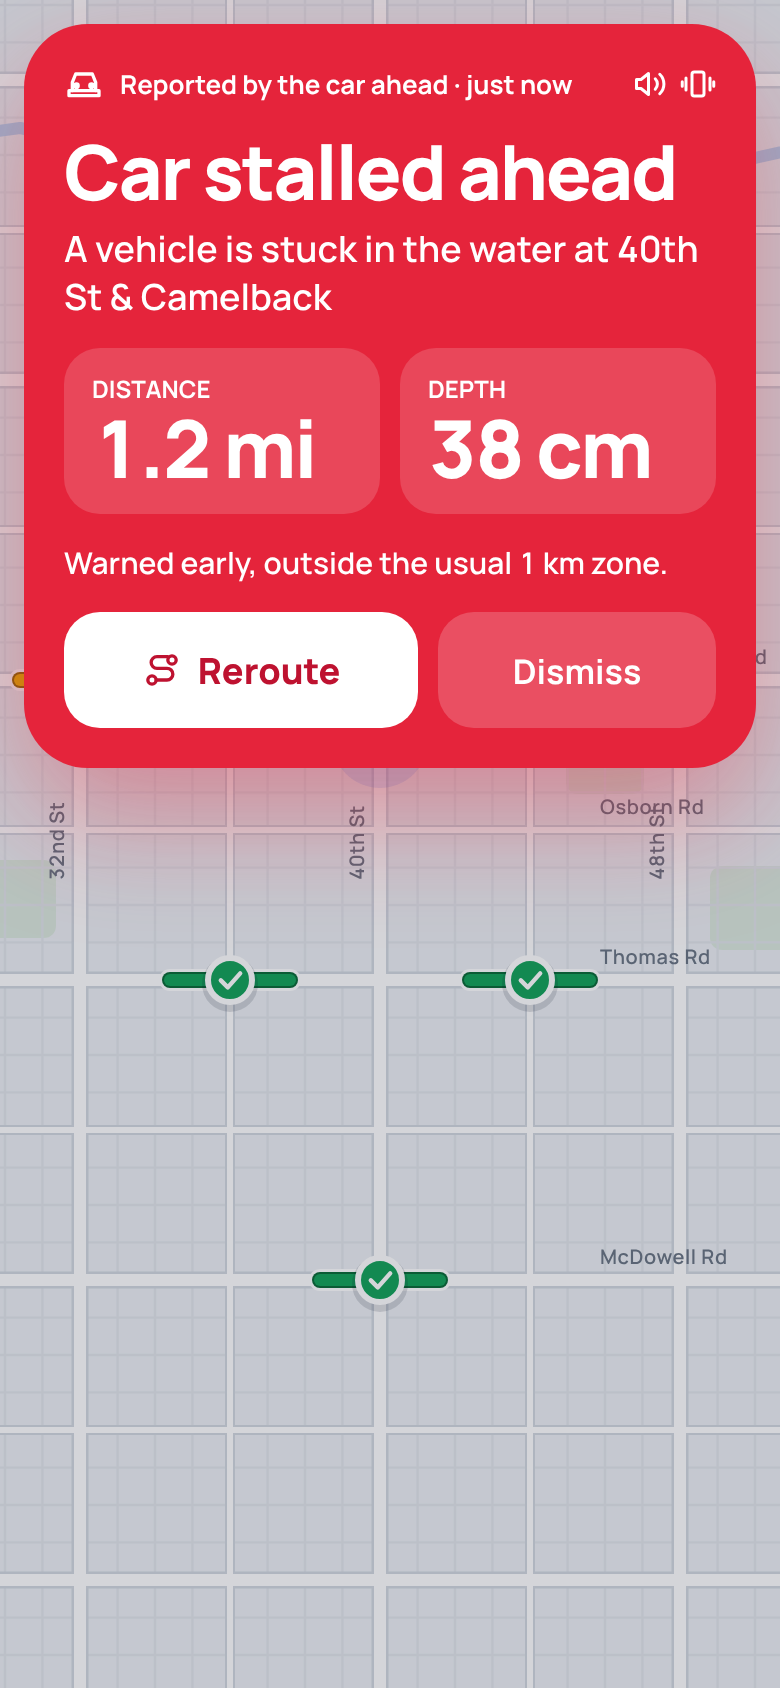 Reported by the car ahead · just now
Car stalled ahead
A vehicle is stuck in the water at 40th
St & Camelback
DISTANCE
1.2 mi
DEPTH
38 cm
Warned early, outside the usual 1 km zone.
Reroute
Dismiss
d
Osborn Rd
32nd St
40th St
48th St
Thomas Rd
McDowell Rd